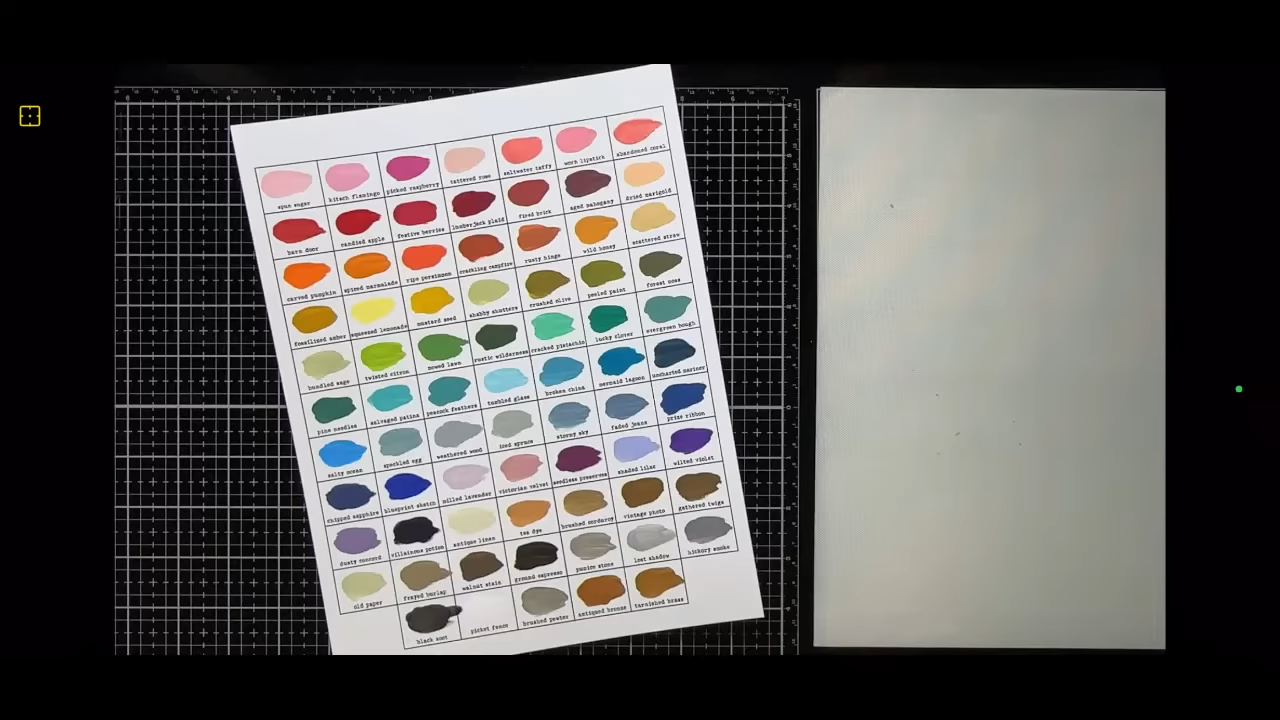 spun sugar kitsch flamingo picked raspberry tattered rose saltwater taffy worn lipstick abandoned coral
barn door candied apple festive berries lumberjack plaid fired brick aged mahogany dried marigold
carved pumpkin spiced marmalade ripe persimmon crackling campfire rusty hinge wild honey scattered straw
fossilized amber squeezed lemonade mustard seed shabby shutters crushed olive peeled paint forest moss
bundled sage twisted citron mowed lawn rustic wilderness cracked pistachio lucky clover evergreen bough
pine needles salvaged patina peacock feathers tumbled glass broken china mermaid lagoon uncharted mariner
salty ocean speckled egg weathered wood iced spruce stormy sky faded jeans prize ribbon
chipped sapphire blueprint sketch milled lavender victorian velvet seedless preserves shaded lilac wilted violet
dusty concord villainous potion antique linen tea dye brushed corduroy vintage photo gathered twigs
old paper frayed burlap walnut stain ground espresso pumice stone lost shadow hickory smoke
black soot picket fence brushed pewter antiqued bronze tarnished brass